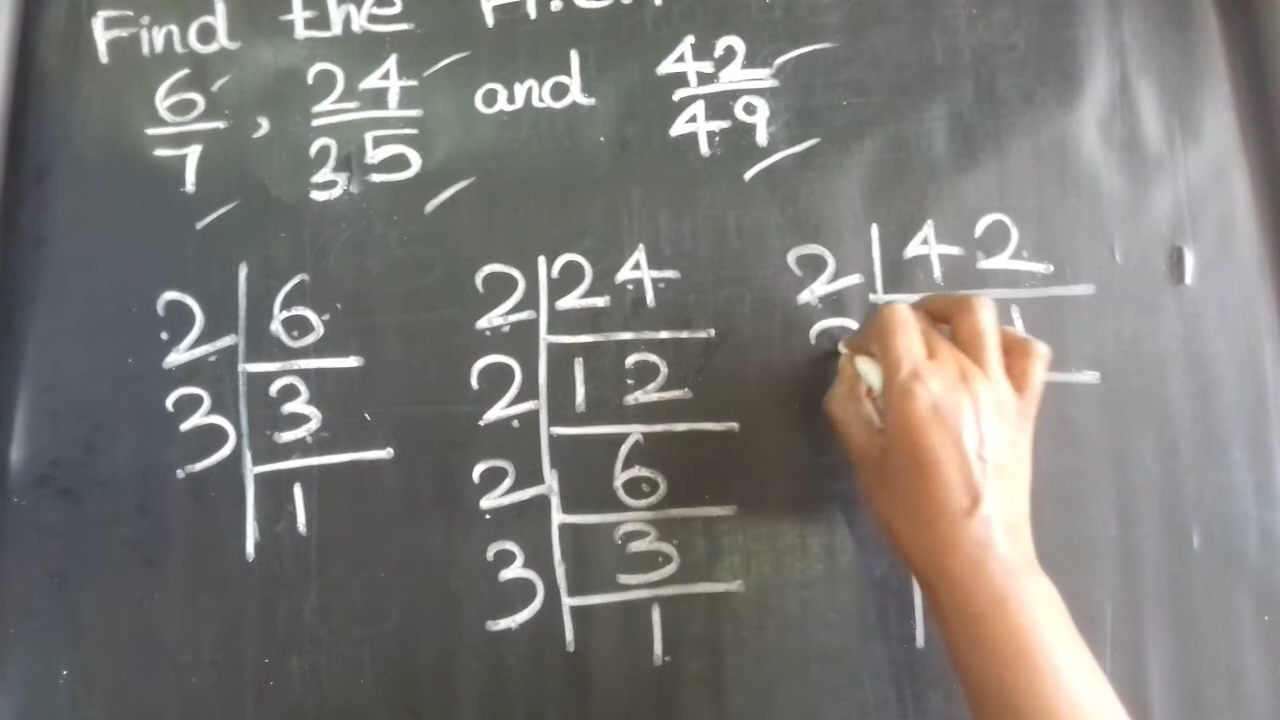 Find the
6/7, 24/35 and 42/49
2 | 6
3 | 3
1
2 | 24
2 | 12
2 | 6
3 | 3
1
2 | 42